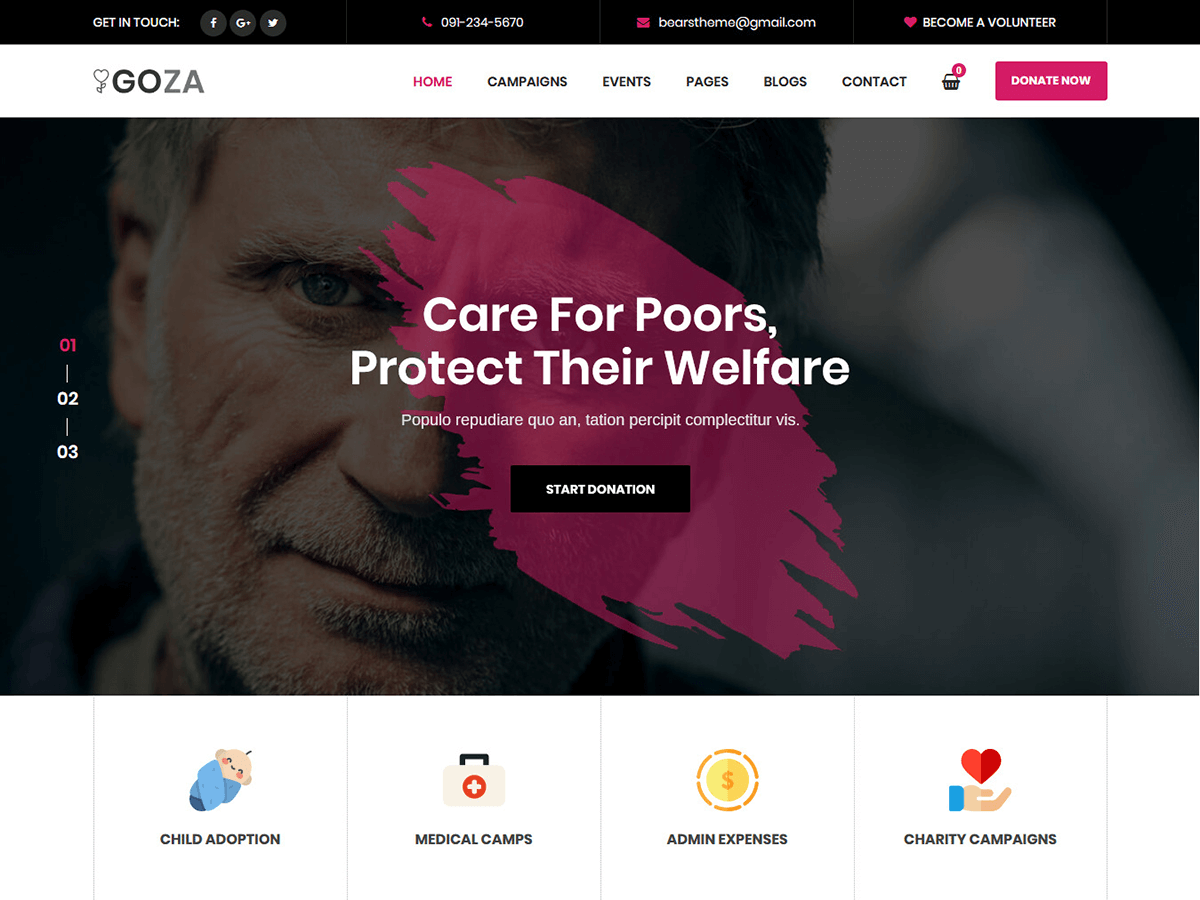 GET IN TOUCH:
f
G+
091-234-5670
bearstheme@gmail.com
BECOME A VOLUNTEER
GOZA
HOME
CAMPAIGNS
EVENTS
PAGES
BLOGS
CONTACT
0
DONATE NOW
Care For Poors,
Protect Their Welfare
Populo repudiare quo an, tation percipit complectitur vis.
START DONATION
01
02
03
$
CHILD ADOPTION
MEDICAL CAMPS
ADMIN EXPENSES
CHARITY CAMPAIGNS